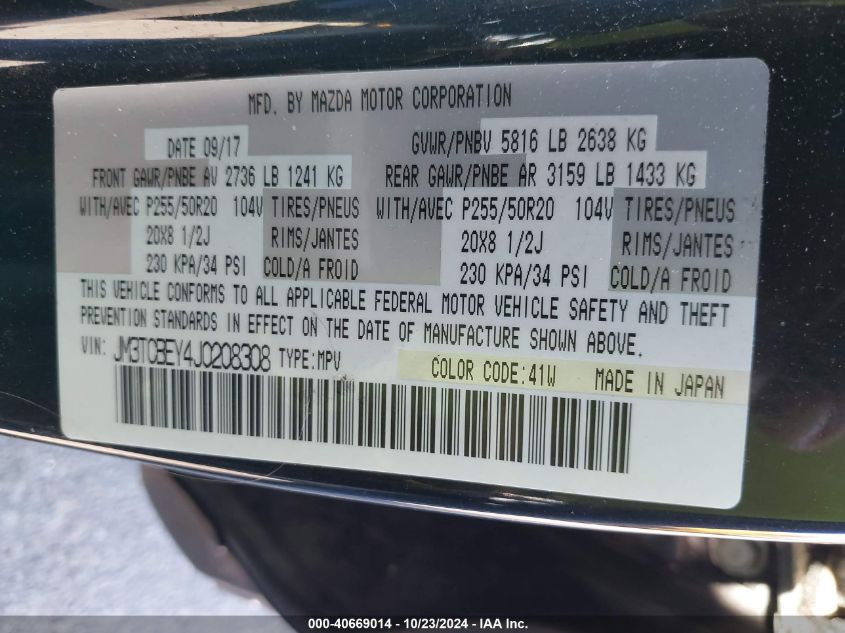 MFD. BY MAZDA MOTOR CORPORATION
DATE 09/17 GVWR/PNBV 5816 LB 2638 KG
FRONT GAWR/PNBE AV 2736 LB 1241 KG REAR GAWR/PNBE AR 3159 LB 1433 KG
WITH/AVEC P255/50R20 104V TIRES/PNEUS WITH/AVEC P255/50R20 104V TIRES/PNEUS
20X8 1/2J RIMS/JANTES 20X8 1/2J RIMS/JANTES
230 KPA/34 PSI COLD/A FROID 230 KPA/34 PSI COLD/A FROID
THIS VEHICLE CONFORMS TO ALL APPLICABLE FEDERAL MOTOR VEHICLE SAFETY AND THEFT
PREVENTION STANDARDS IN EFFECT ON THE DATE OF MANUFACTURE SHOWN ABOVE.
VIN: JM3TCBEY4J0208308 TYPE:MPV COLOR CODE:41W MADE IN JAPAN
000-40669014 / 10/23/2024 - IAA Inc.